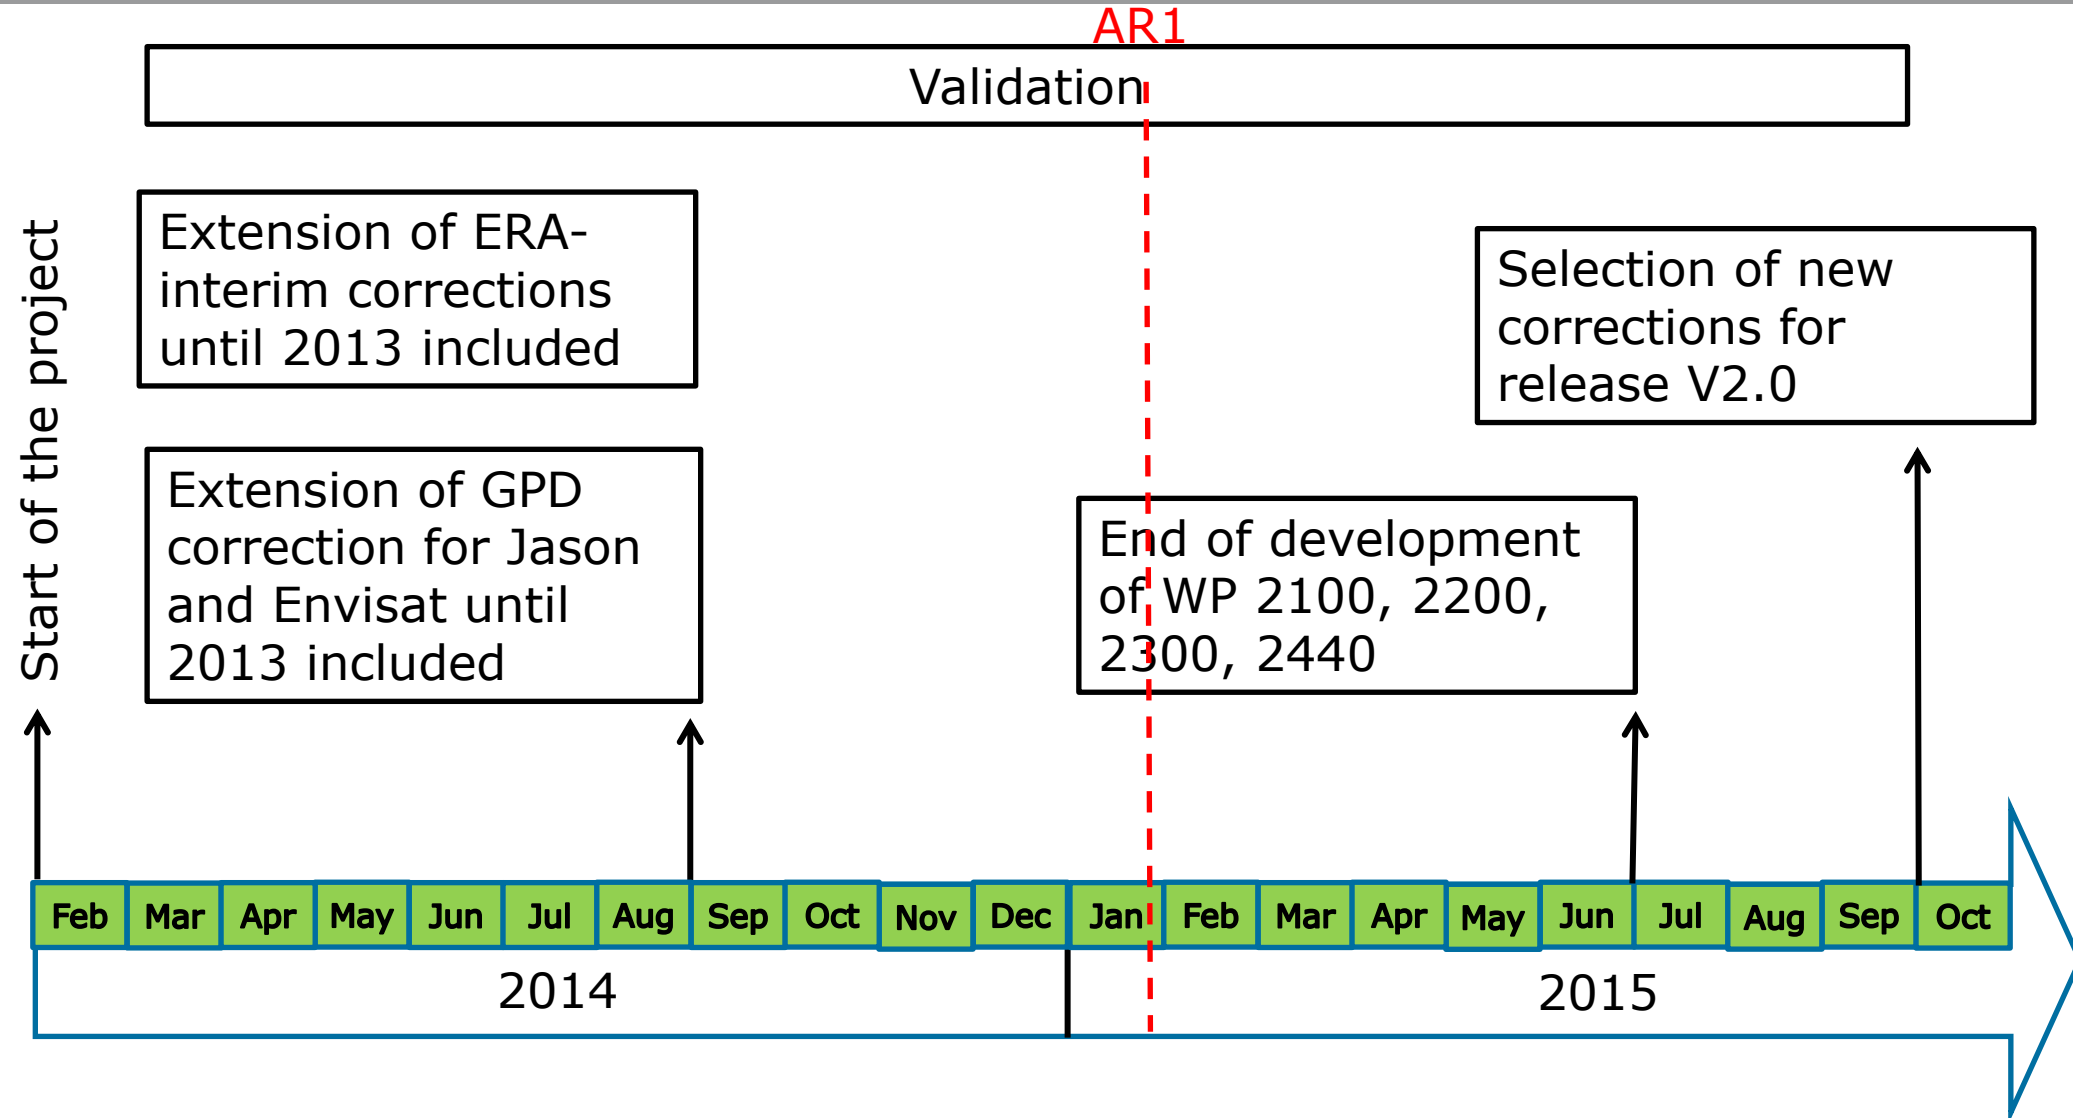 AR1
Validation
Start of the project
Extension of ERA-
interim corrections
until 2013 included
Extension of GPD
correction for Jason
and Envisat until
2013 included
Selection of new
corrections for
release V2.0
End of development
of WP 2100, 2200,
2300, 2440
Feb Mar Apr May Jun Jul Aug Sep Oct Nov Dec Jan Feb Mar Apr May Jun Jul Aug Sep Oct
2014 2015